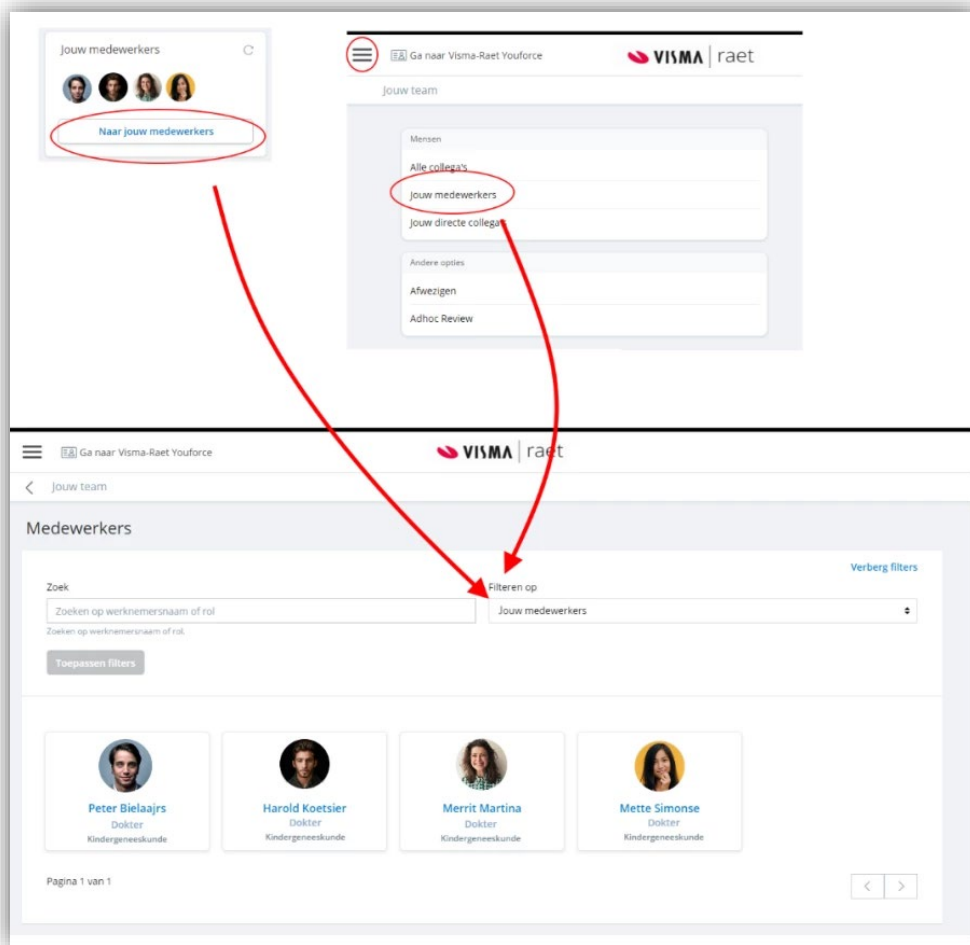 Jouw medewerkers
Naar jouw medewerkers
Ga naar Visma-Raet Youforce
VISMA | raet
Jouw team
Mensen
Alle collega's
Jouw medewerkers
Jouw directe collega's
Andere opties
Afwezigen
Adhoc Review
Ga naar Visma-Raet Youforce
VISMA | raet
Jouw team
Medewerkers
Verberg filters
Zoek
Filteren op
Zoeken op werknemersnaam of rol
Jouw medewerkers
Zoeken op werknemersnaam of rol.
Toepassen filters
Peter Bielaajrs
Dokter
Kindergeneeskunde
Harold Koetsier
Dokter
Kindergeneeskunde
Merrit Martina
Dokter
Kindergeneeskunde
Mette Simonse
Dokter
Kindergeneeskunde
Pagina 1 van 1